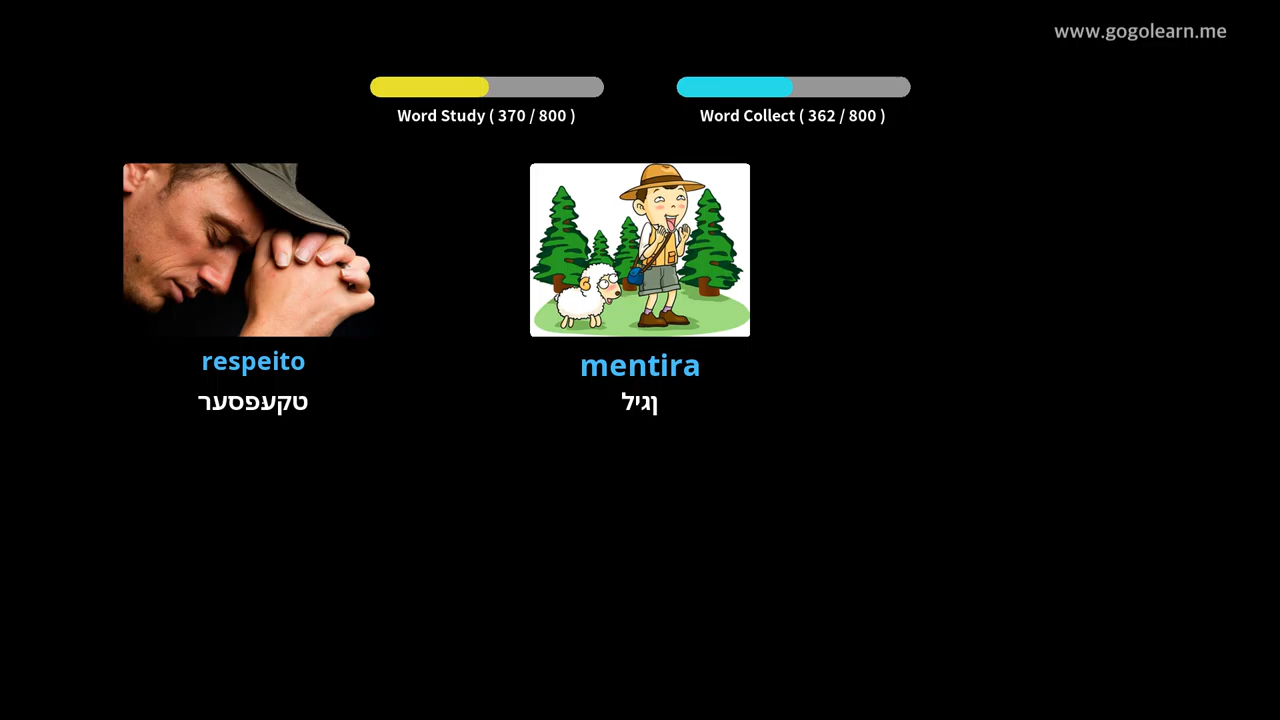 www.gogolearn.me
Word Study ( 370 / 800 )
Word Collect ( 362 / 800 )
respeito
טקעפסער
mentira
ןגיל